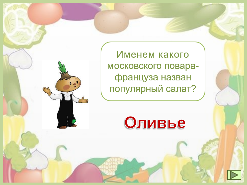 Именем какого
московского повара-
француза назван
популярный салат?
Оливье